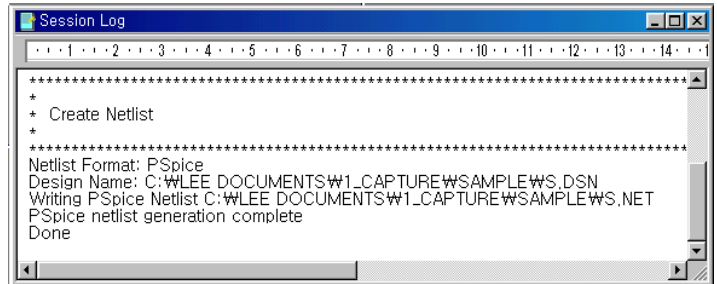 Session Log
· · · 1 · · · 2 · · · 3 · · · 4 · · · 5 · · · 6 · · · 7 · · · 8 · · · 9 · · · 10 · · · 11 · · · 12 · · · 13 · · · 14 · · · 1
******************************************************************************
*
* Create Netlist
*
******************************************************************************
Netlist Format: PSpice
Design Name: C:₩LEE DOCUMENTS₩1_CAPTURE₩SAMPLE₩S.DSN
Writing PSpice Netlist C:₩LEE DOCUMENTS₩1_CAPTURE₩SAMPLE₩S.NET
PSpice netlist generation complete
Done